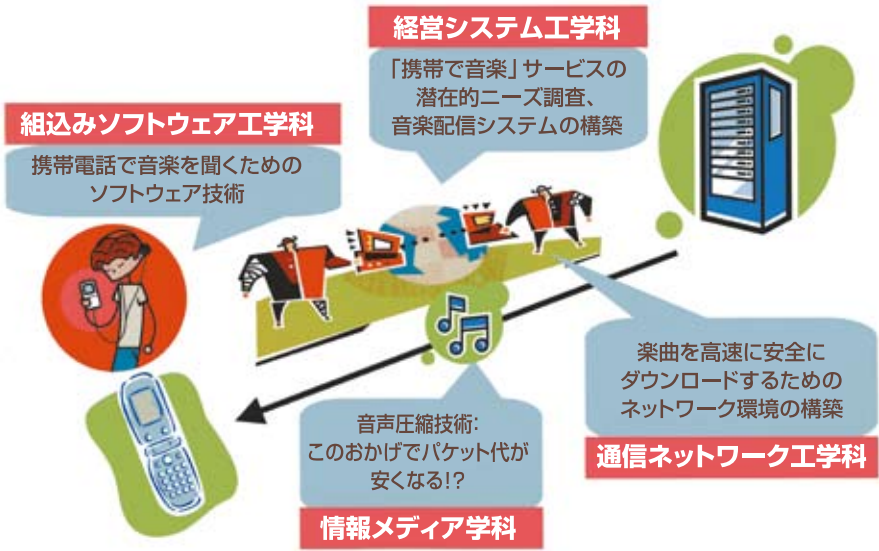 経営システム工学科
「携帯で音楽」サービスの
潜在的ニーズ調査、
音楽配信システムの構築
組込みソフトウェア工学科
携帯電話で音楽を聞くための
ソフトウェア技術
楽曲を高速に安全に
ダウンロードするための
ネットワーク環境の構築
通信ネットワーク工学科
音声圧縮技術：
このおかげでパケット代が
安くなる!?
情報メディア学科